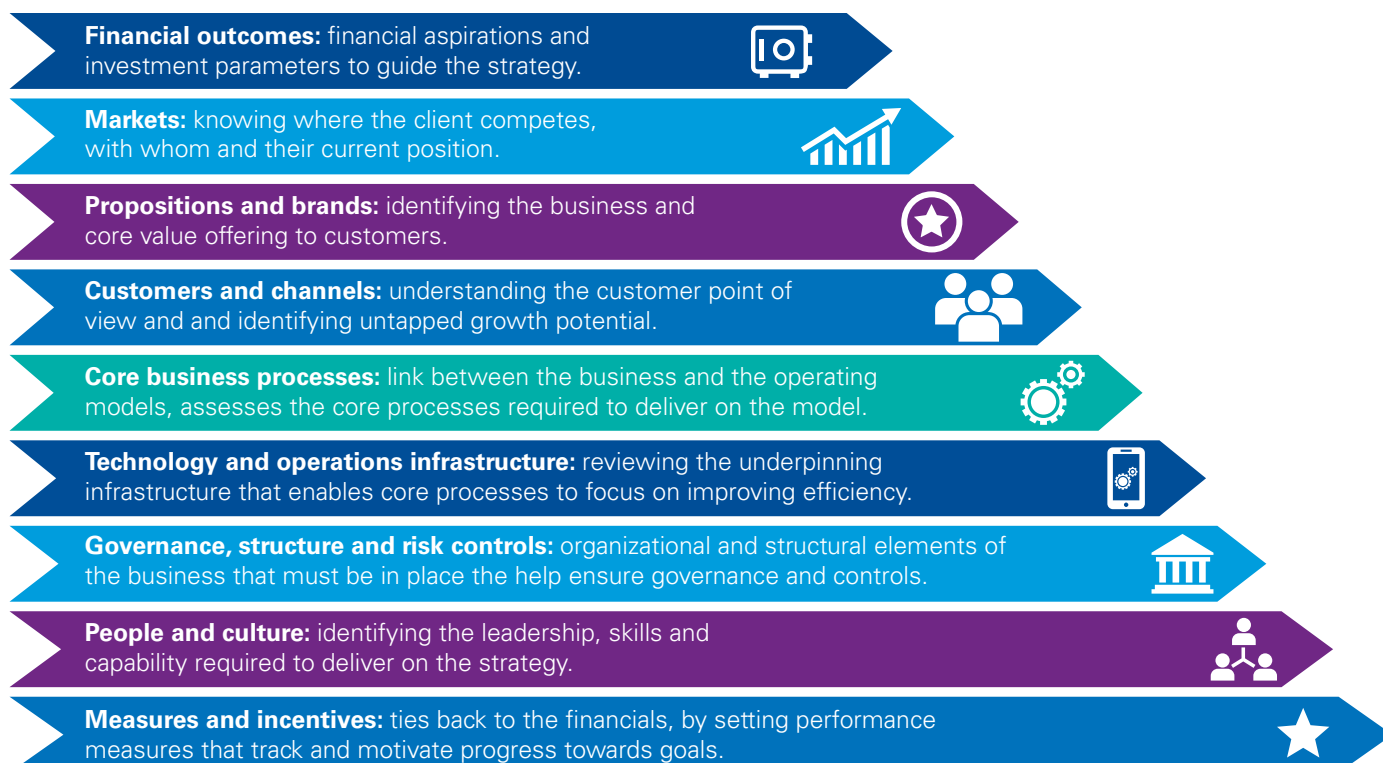 Financial outcomes: financial aspirations and
investment parameters to guide the strategy.
Markets: knowing where the client competes,
with whom and their current position.
Propositions and brands: identifying the business and
core value offering to customers.
Customers and channels: understanding the customer point of
view and and identifying untapped growth potential.
Core business processes: link between the business and the operating
models, assesses the core processes required to deliver on the model.
Technology and operations infrastructure: reviewing the underpinning
infrastructure that enables core processes to focus on improving efficiency.
Governance, structure and risk controls: organizational and structural elements of
the business that must be in place the help ensure governance and controls.
People and culture: identifying the leadership, skills and
capability required to deliver on the strategy.
Measures and incentives: ties back to the financials, by setting performance
measures that track and motivate progress towards goals.